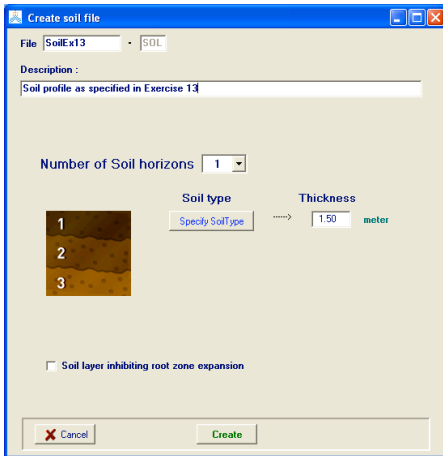 Create soil file
File SoilEx13 - SOL
Description :
Soil profile as specified in Exercise 13
Number of Soil horizons 1
Soil type Thickness
Specify SoilType ·····> 1.50 meter
1
2
3
Soil layer inhibiting root zone expansion
Cancel Create